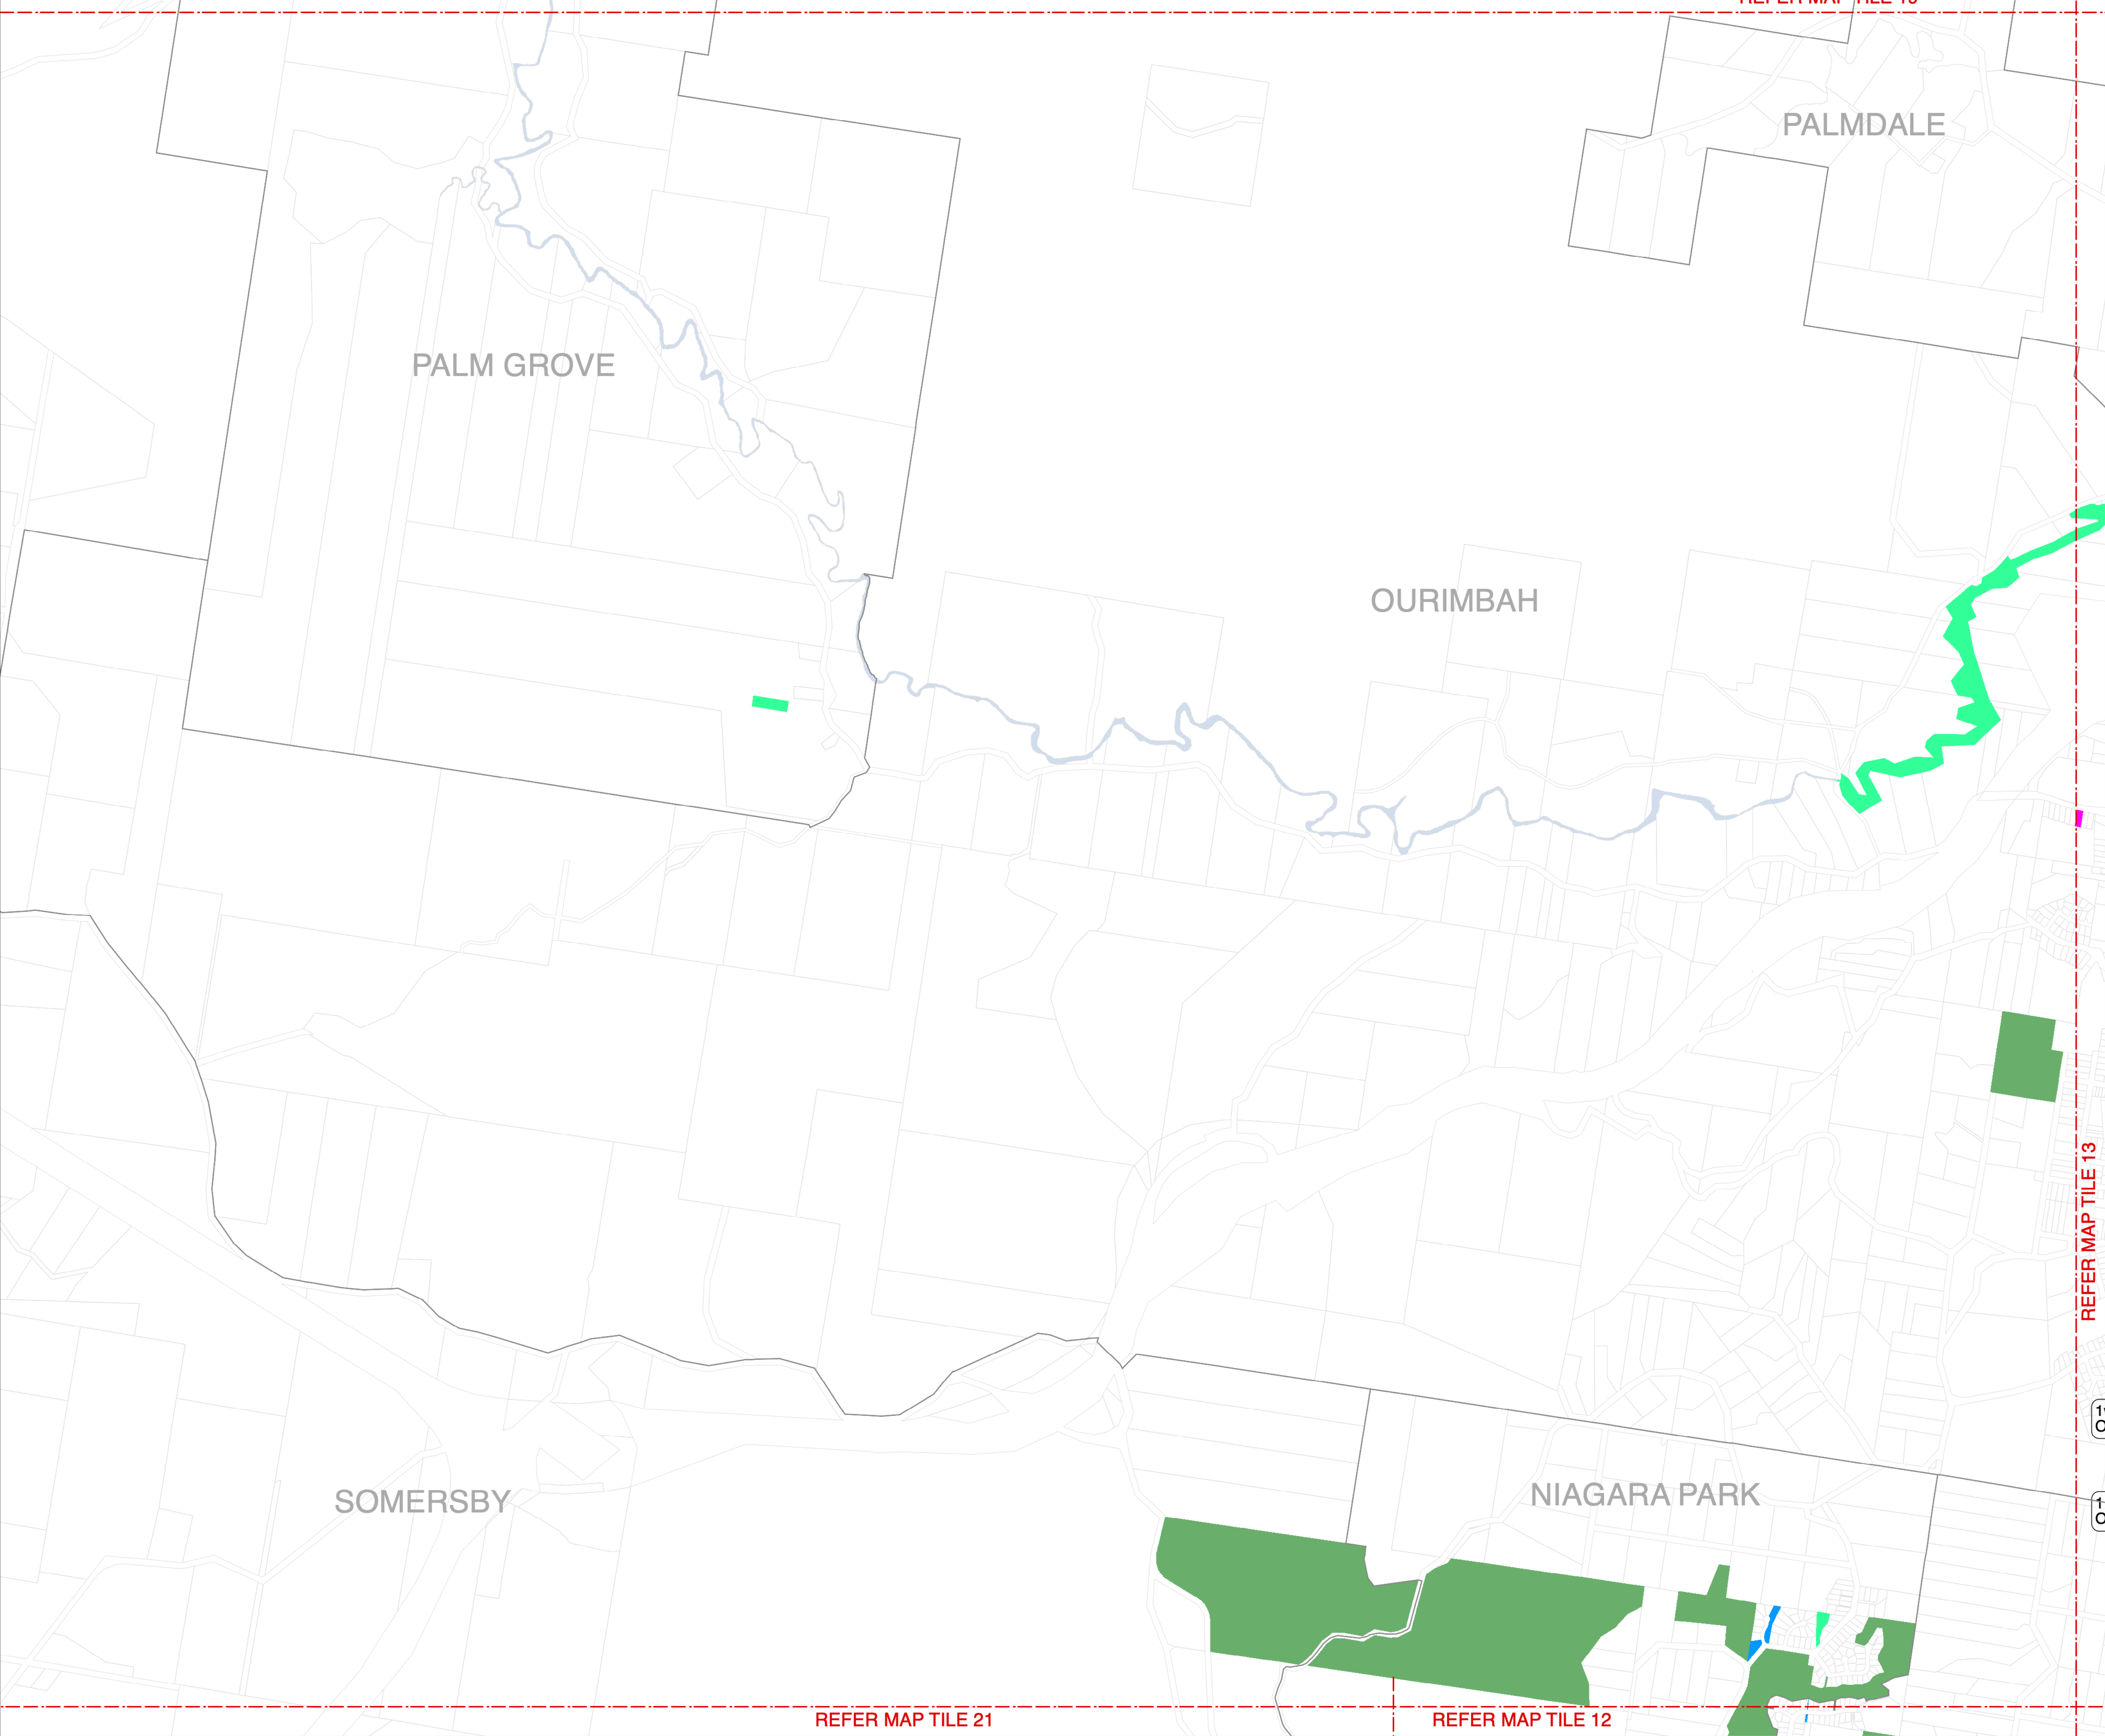 PALMDALE
PALM GROVE
OURIMBAH
REFER MAP TILE 13
SOMERSBY
NIAGARA PARK
REFER MAP TILE 21
REFER MAP TILE 12